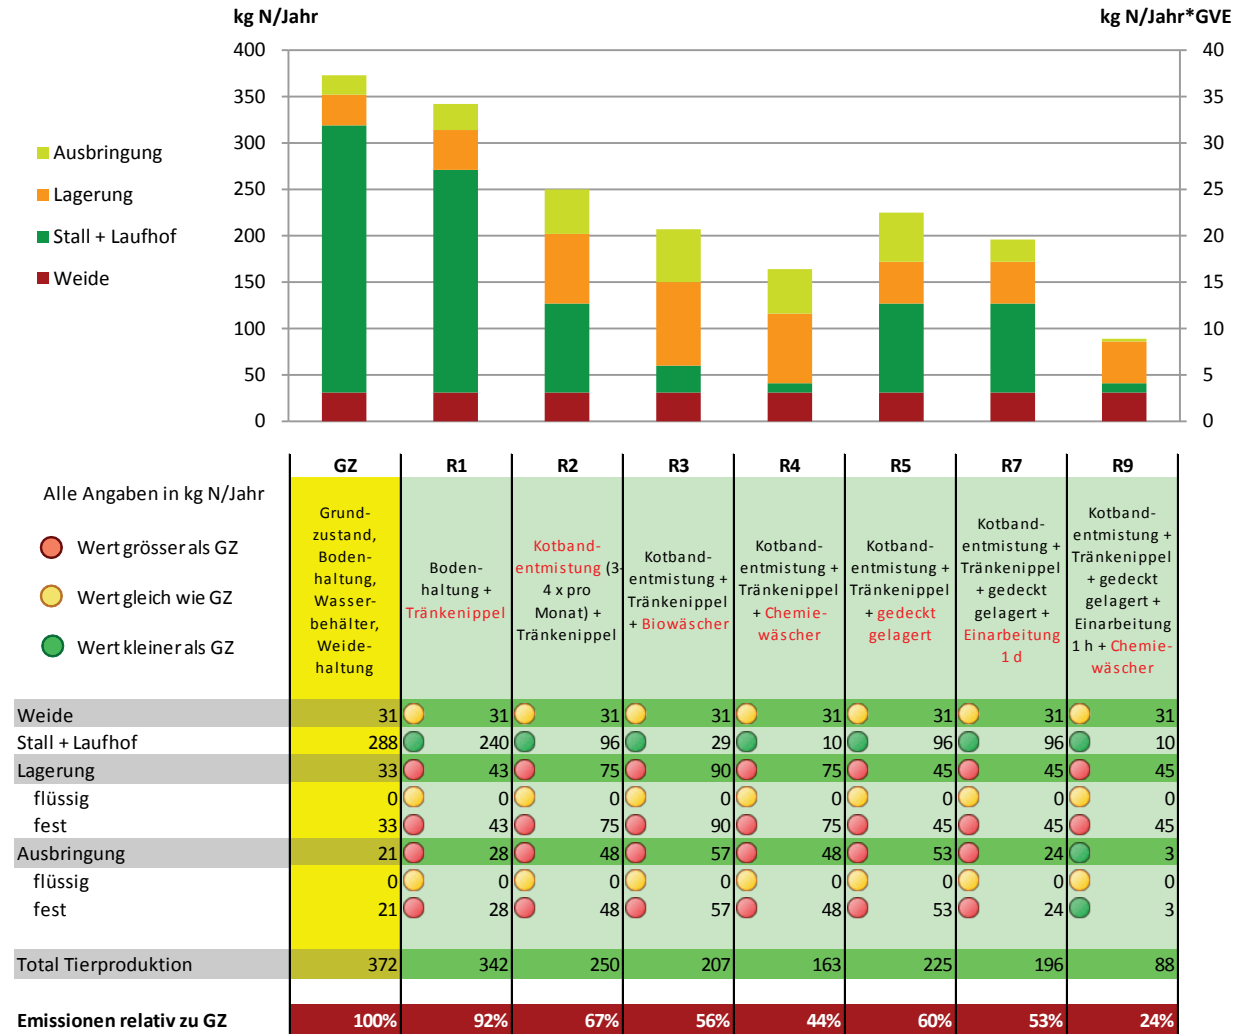 kg N/Jahr
kg N/Jahr*GVE
400
350
300
250
200
150
100
50
0
40
35
30
25
20
15
10
5
0
Ausbringung
Lagerung
Stall + Laufhof
Weide
GZ R1 R2 R3 R4 R5 R7 R9
Alle Angaben in kg N/Jahr
Wert grösser als GZ
Wert gleich wie GZ
Wert kleiner als GZ
Grund-
zustand,
Boden-
haltung,
Wasser-
behälter,
Weide-
haltung
Boden-
haltung +
Tränkenippel
Kotband-
entmistung (3-
4 x pro
Monat) +
Tränkenippel
Kotband-
entmistung +
Tränkenippel
+ Biowäscher
Kotband-
entmistung +
Tränkenippel
+ Chemie-
wäscher
Kotband-
entmistung +
Tränkenippel
+ gedeckt
gelagert
Kotband-
entmistung +
Tränkenippel
+ gedeckt
gelagert +
Einarbeitung
1 d
Kotband-
entmistung +
Tränkenippel
+ gedeckt
gelagert +
Einarbeitung
1 h + Chemie-
wäscher
Weide 31 31 31 31 31 31 31 31
Stall + Laufhof 288 240 96 29 10 96 96 10
Lagerung 33 43 75 90 75 45 45 45
flüssig 0 0 0 0 0 0 0 0
fest 33 43 75 90 75 45 45 45
Ausbringung 21 28 48 57 48 53 24 3
flüssig 0 0 0 0 0 0 0 0
fest 21 28 48 57 48 53 24 3
Total Tierproduktion 372 342 250 207 163 225 196 88
Emissionen relativ zu GZ 100% 92% 67% 56% 44% 60% 53% 24%